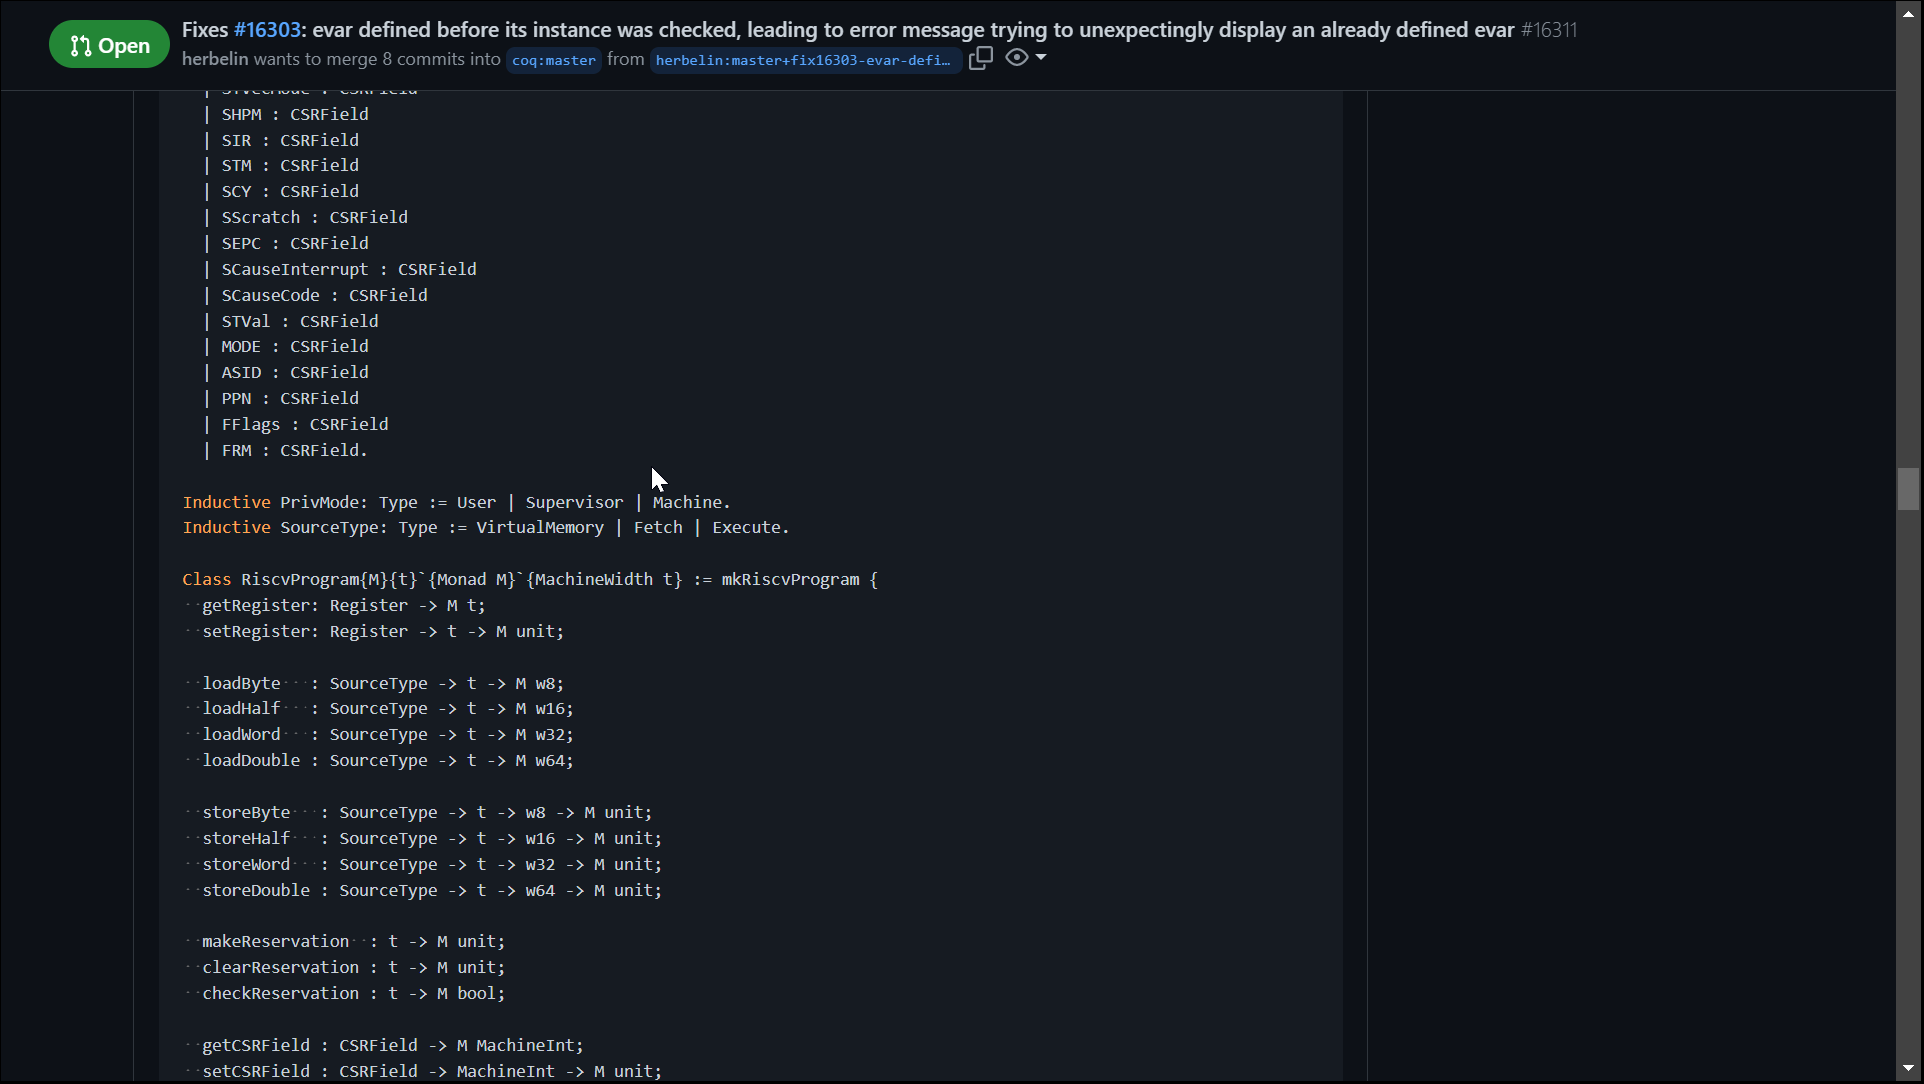 Open
Fixes #16303: evar defined before its instance was checked, leading to error message trying to unexpectingly display an already defined evar #16311
herbelin wants to merge 8 commits into coq:master from herbelin:master+fix16303-evar-defi…
| STVecMode : CSRField
| SHPM : CSRField
| SIR : CSRField
| STM : CSRField
| SCY : CSRField
| SScratch : CSRField
| SEPC : CSRField
| SCauseInterrupt : CSRField
| SCauseCode : CSRField
| STVal : CSRField
| MODE : CSRField
| ASID : CSRField
| PPN : CSRField
| FFlags : CSRField
| FRM : CSRField.
Inductive PrivMode: Type := User | Supervisor | Machine.
Inductive SourceType: Type := VirtualMemory | Fetch | Execute.
Class RiscvProgram{M}{t}`{Monad M}`{MachineWidth t} := mkRiscvProgram {
getRegister: Register -> M t;
setRegister: Register -> t -> M unit;
loadByte   : SourceType -> t -> M w8;
loadHalf   : SourceType -> t -> M w16;
loadWord   : SourceType -> t -> M w32;
loadDouble : SourceType -> t -> M w64;
storeByte   : SourceType -> t -> w8 -> M unit;
storeHalf   : SourceType -> t -> w16 -> M unit;
storeWord   : SourceType -> t -> w32 -> M unit;
storeDouble : SourceType -> t -> w64 -> M unit;
makeReservation  : t -> M unit;
clearReservation : t -> M unit;
checkReservation : t -> M bool;
getCSRField : CSRField -> M MachineInt;
setCSRField : CSRField -> MachineInt -> M unit;